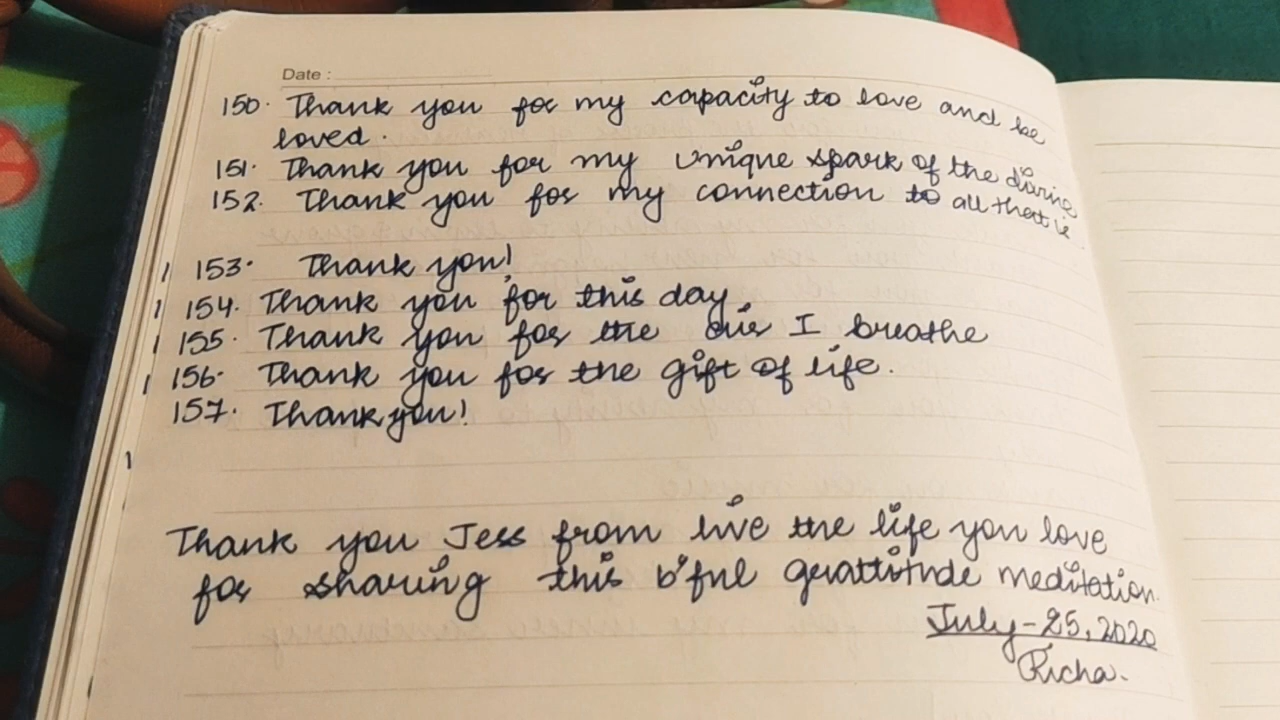 Date :
150. Thank you for my capacity to love and be
loved.
151. Thank you for my unique spark of the divine
152. Thank you for my connection to all that is.
153. Thank you!
154. Thank you for this day.
155. Thank you for the air I breathe
156. Thank you for the gift of life.
157. Thank you!
Thank you Jess from live the life you love
for sharing this b'ful grattitude meditation.
July-25, 2020
Richa.